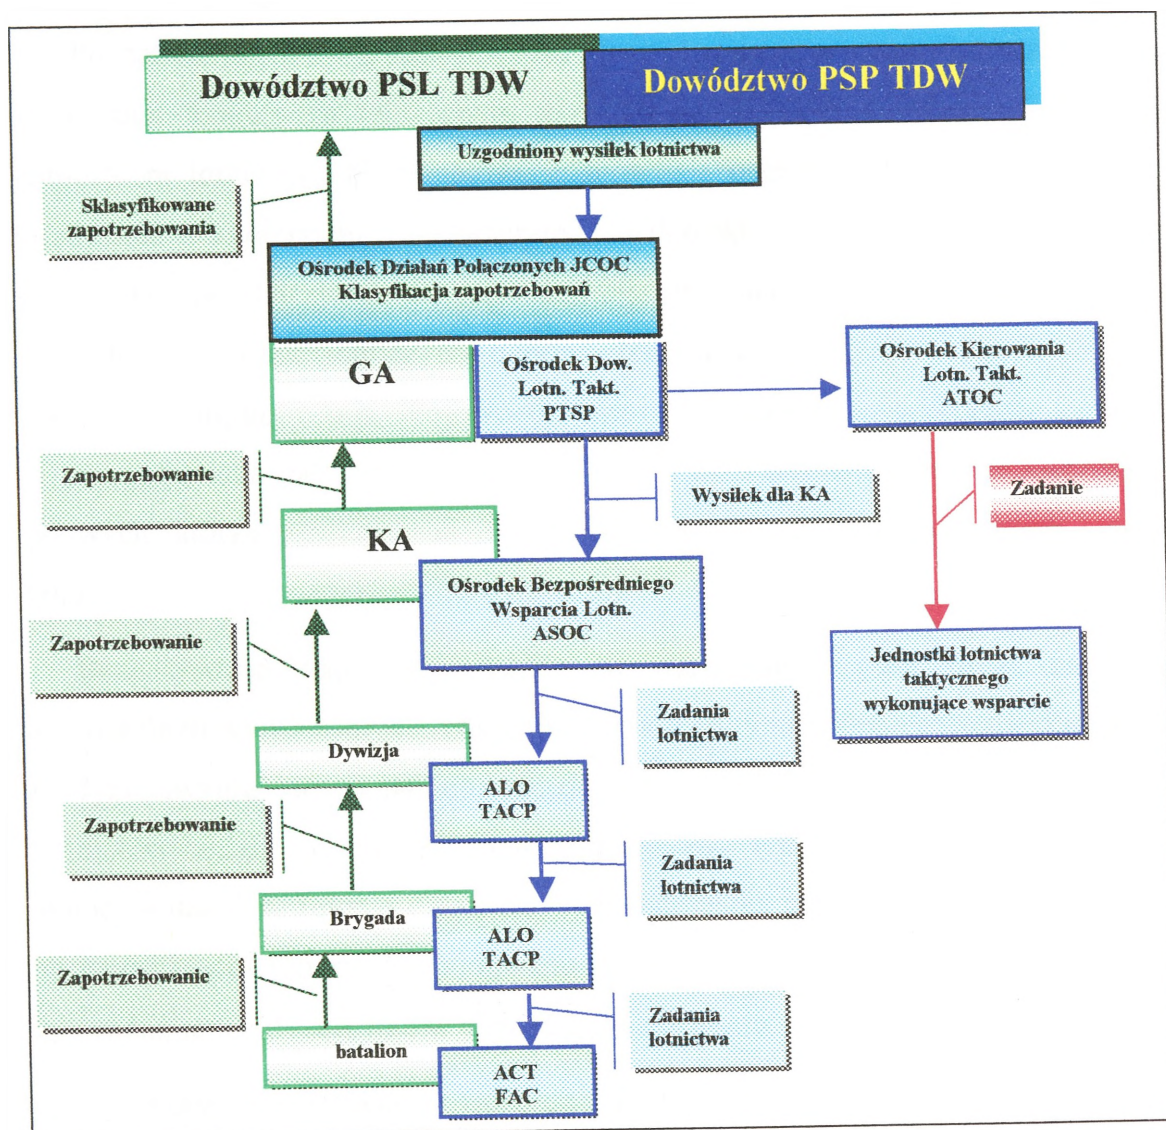 Dowództwo PSL TDW
Dowództwo PSP TDW
Uzgodniony wysiłek lotnictwa
Sklasyfikowane
zapotrzebowania
Ośrodek Działań Połączonych JCOC
Klasyfikacja zapotrzebowań
GA
Ośrodek Dow.
Lotn. Takt.
PTSP
Ośrodek Kierowania
Lotn. Takt.
ATOC
Zapotrzebowanie
Wysiłek dla KA
Zadanie
KA
Ośrodek Bezpośredniego
Wsparcia Lotn.
ASOC
Zapotrzebowanie
Jednostki lotnictwa
taktycznego
wykonujące wsparcie
Zadania
lotnictwa
Dywizja
ALO
TACP
Zapotrzebowanie
Zadania
lotnictwa
Brygada
ALO
TACP
Zapotrzebowanie
Zadania
lotnictwa
batalion
ACT
FAC